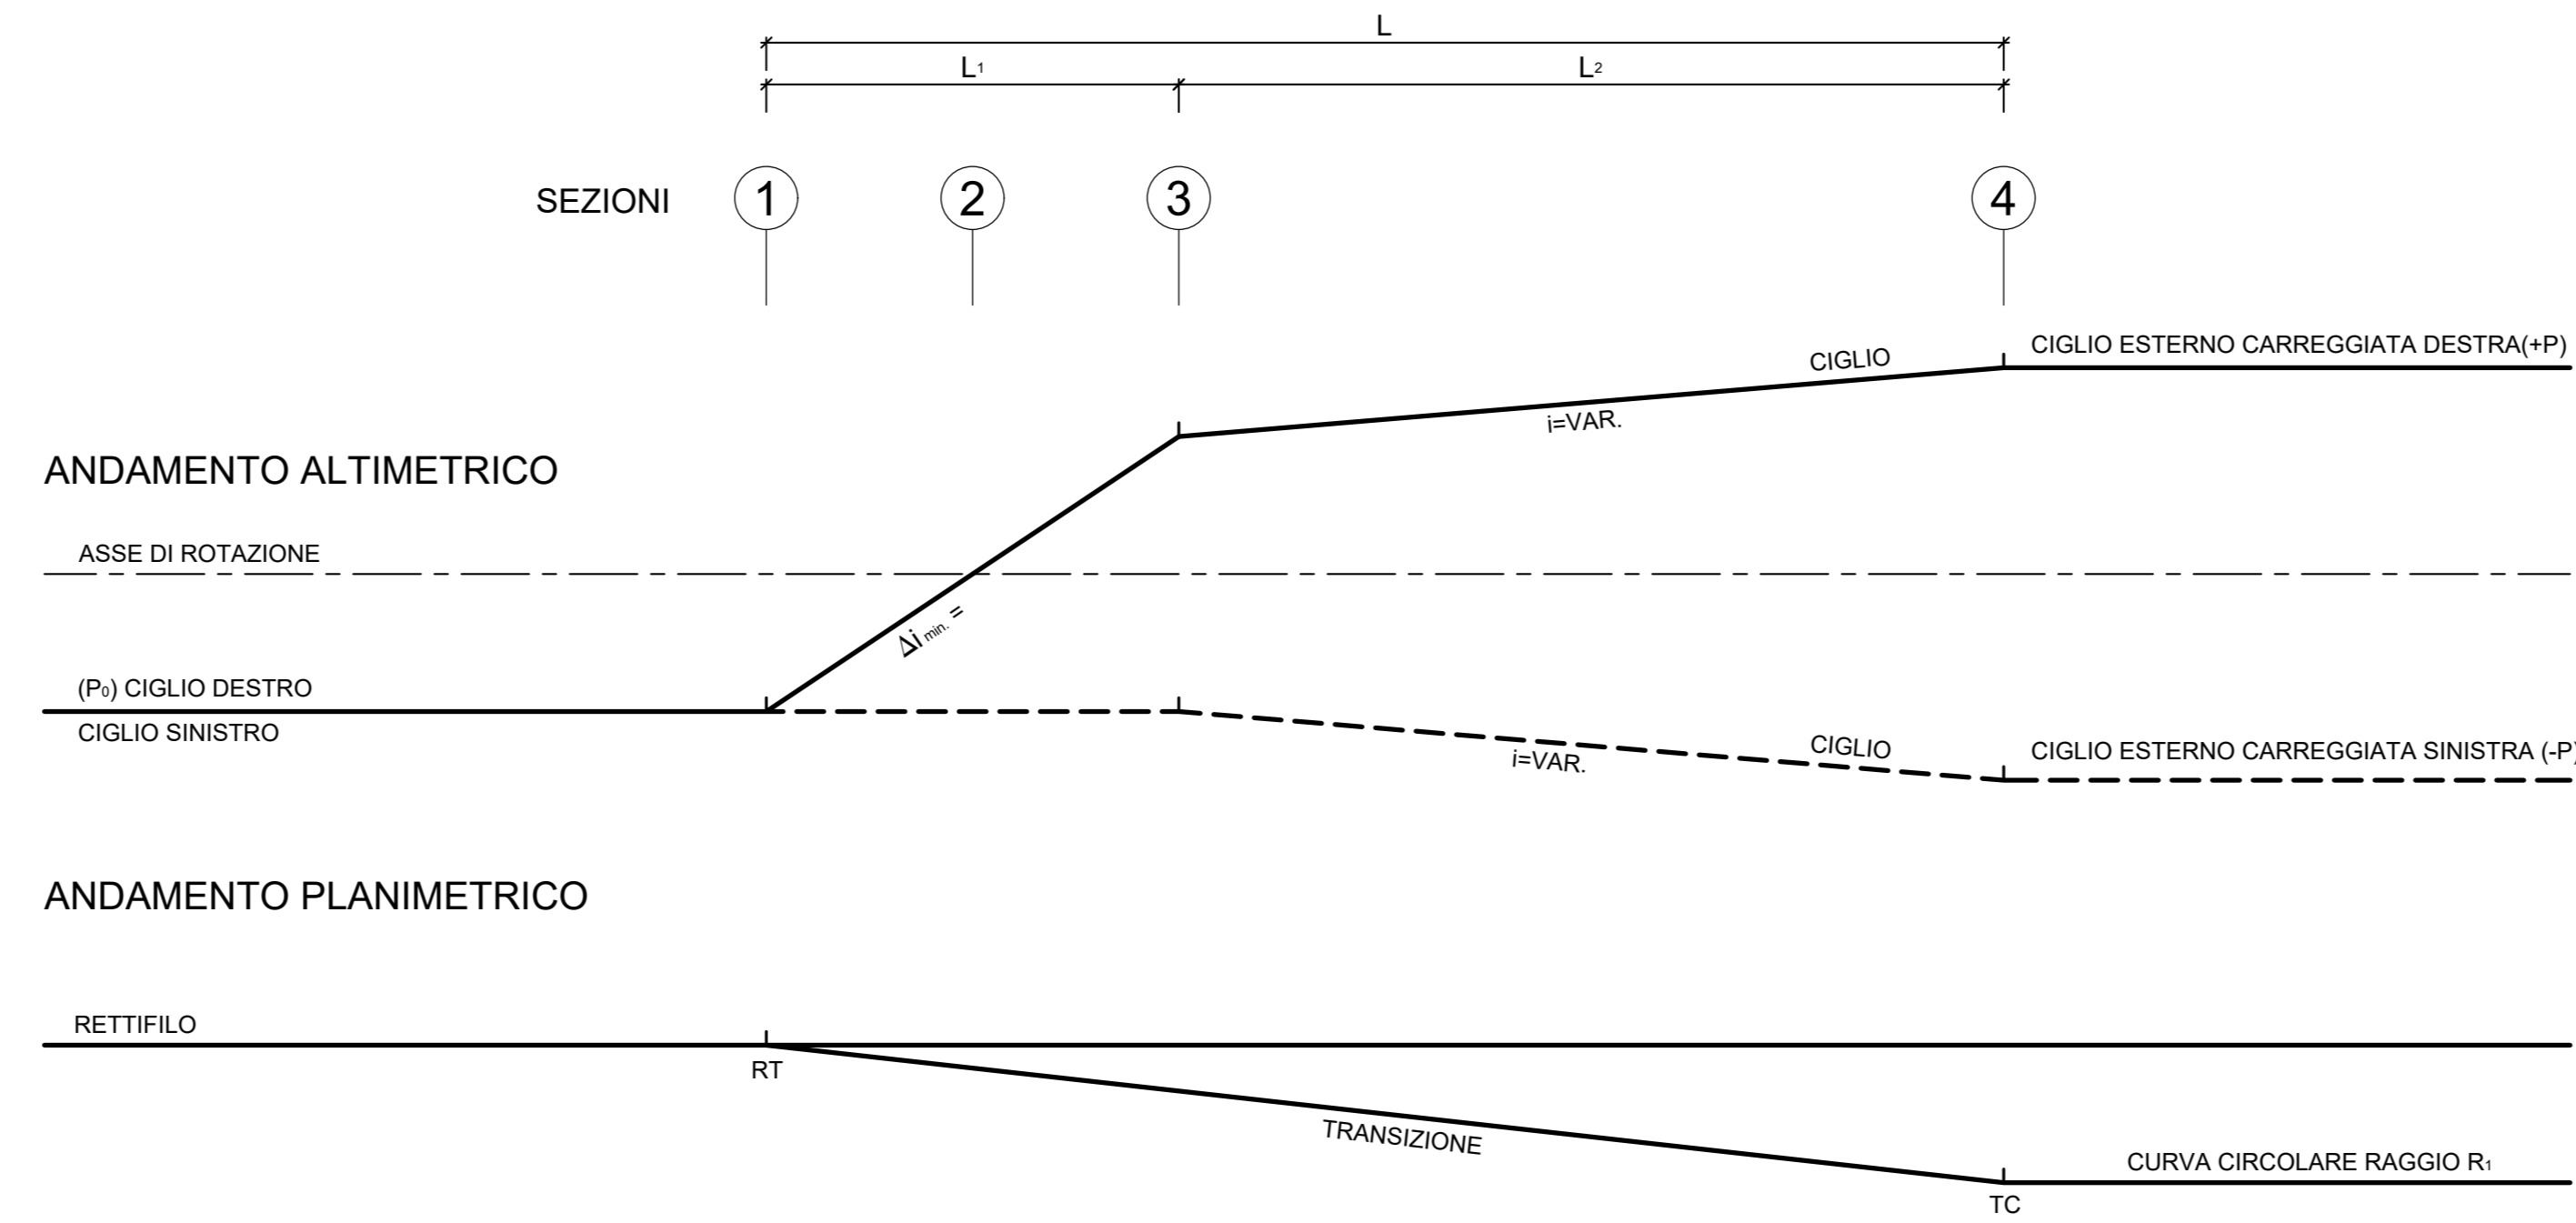 L
L1
L2
SEZIONI
1
2
3
4
CIGLIO
CIGLIO ESTERNO CARREGGIATA DESTRA(+P)
i=VAR.
ANDAMENTO ALTIMETRICO
ASSE DI ROTAZIONE
Δi min. =
(P0) CIGLIO DESTRO
CIGLIO SINISTRO
i=VAR.
CIGLIO
CIGLIO ESTERNO CARREGGIATA SINISTRA (-P)
ANDAMENTO PLANIMETRICO
RETTIFILO
RT
TRANSIZIONE
CURVA CIRCOLARE RAGGIO R1
TC